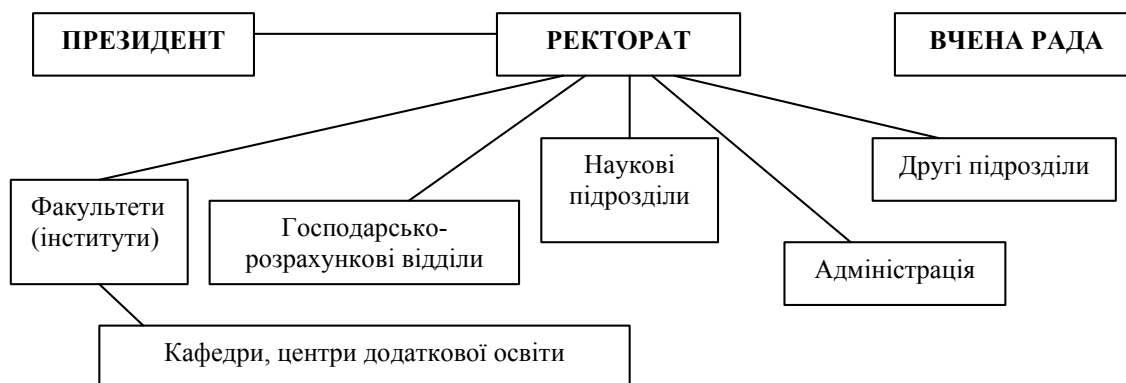 ПРЕЗИДЕНТ
РЕКТОРАТ
ВЧЕНА РАДА
Факультети
(інститути)
Господарсько-
розрахункові відділи
Наукові
підрозділи
Адміністрація
Другі підрозділи
Кафедри, центри додаткової освіти